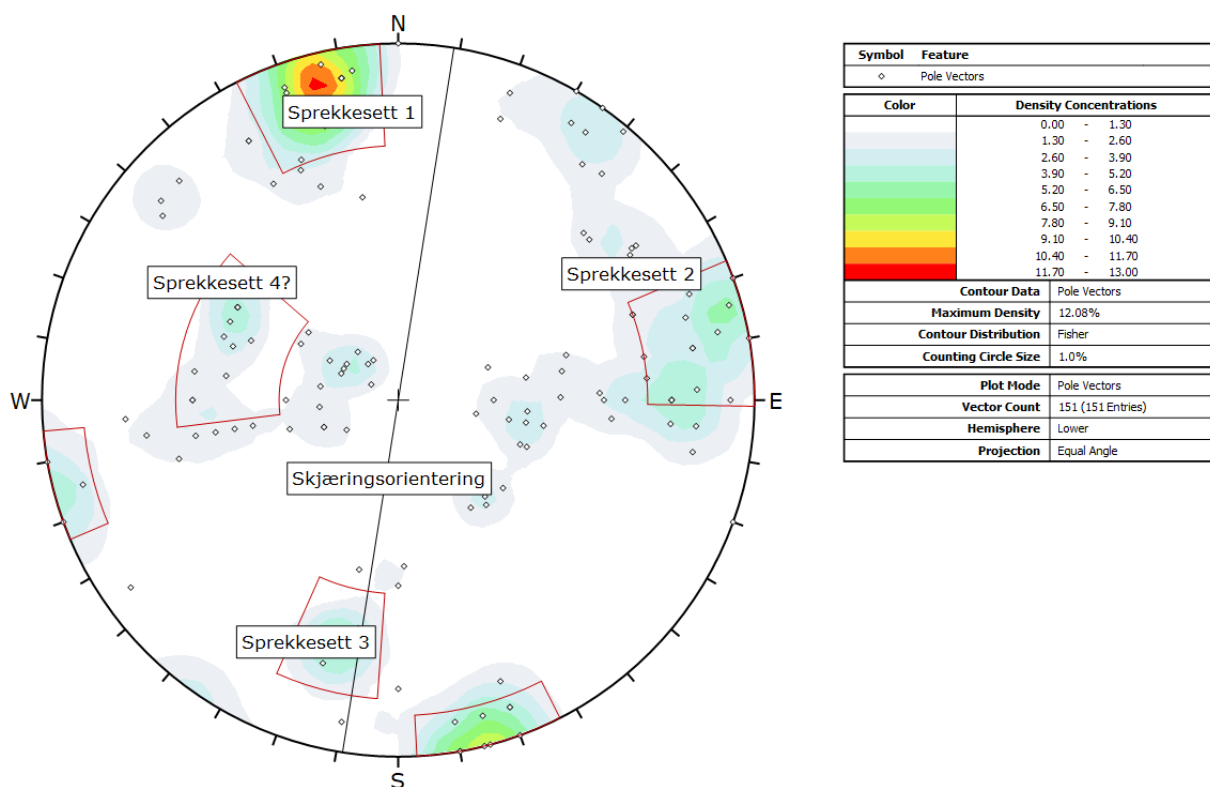 N
Sprekkesett 1
Sprekkesett 2
Sprekkesett 4?
W
E
Skjæringsorientering
Sprekkesett 3
S
Symbol Feature
Pole Vectors
Color Density Concentrations
0.00 - 1.30
1.30 - 2.60
2.60 - 3.90
3.90 - 5.20
5.20 - 6.50
6.50 - 7.80
7.80 - 9.10
9.10 - 10.40
10.40 - 11.70
11.70 - 13.00
Contour Data Pole Vectors
Maximum Density 12.08%
Contour Distribution Fisher
Counting Circle Size 1.0%
Plot Mode Pole Vectors
Vector Count 151 (151 Entries)
Hemisphere Lower
Projection Equal Angle